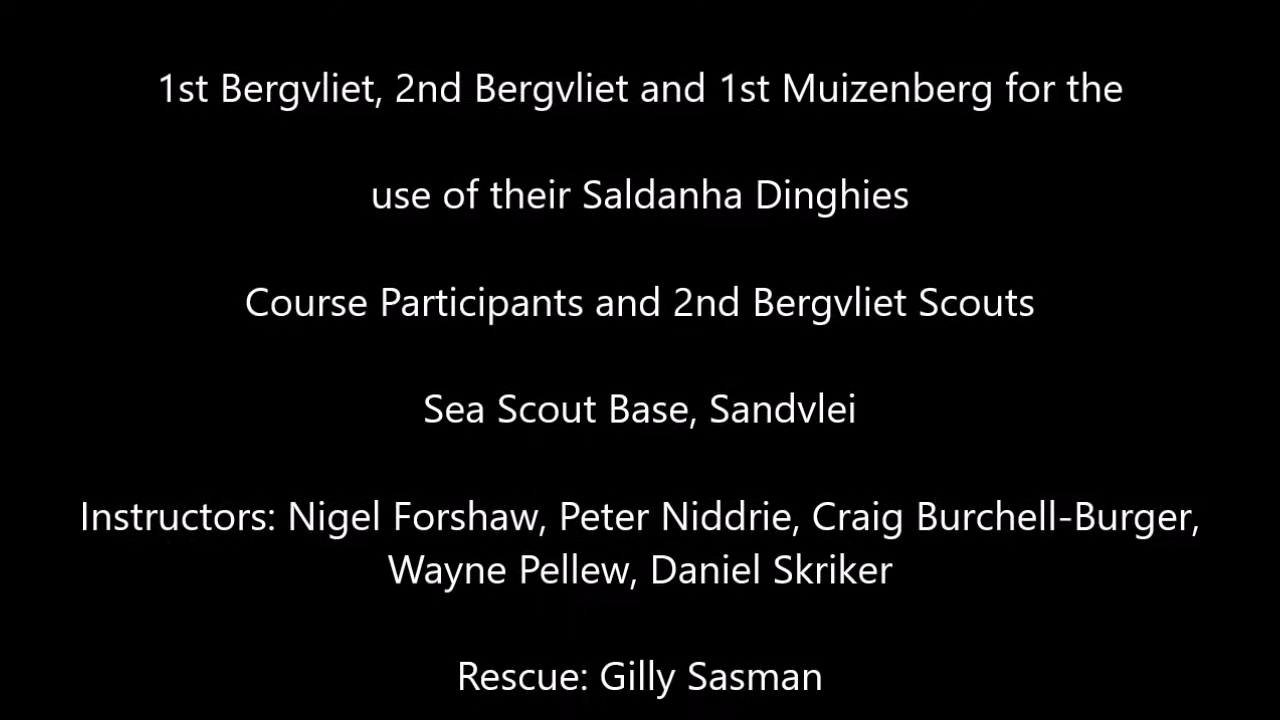 1st Bergvliet, 2nd Bergvliet and 1st Muizenberg for the
use of their Saldanha Dinghies
Course Participants and 2nd Bergvliet Scouts
Sea Scout Base, Sandvlei
Instructors: Nigel Forshaw, Peter Niddrie, Craig Burchell-Burger,
Wayne Pellew, Daniel Skriker
Rescue: Gilly Sasman